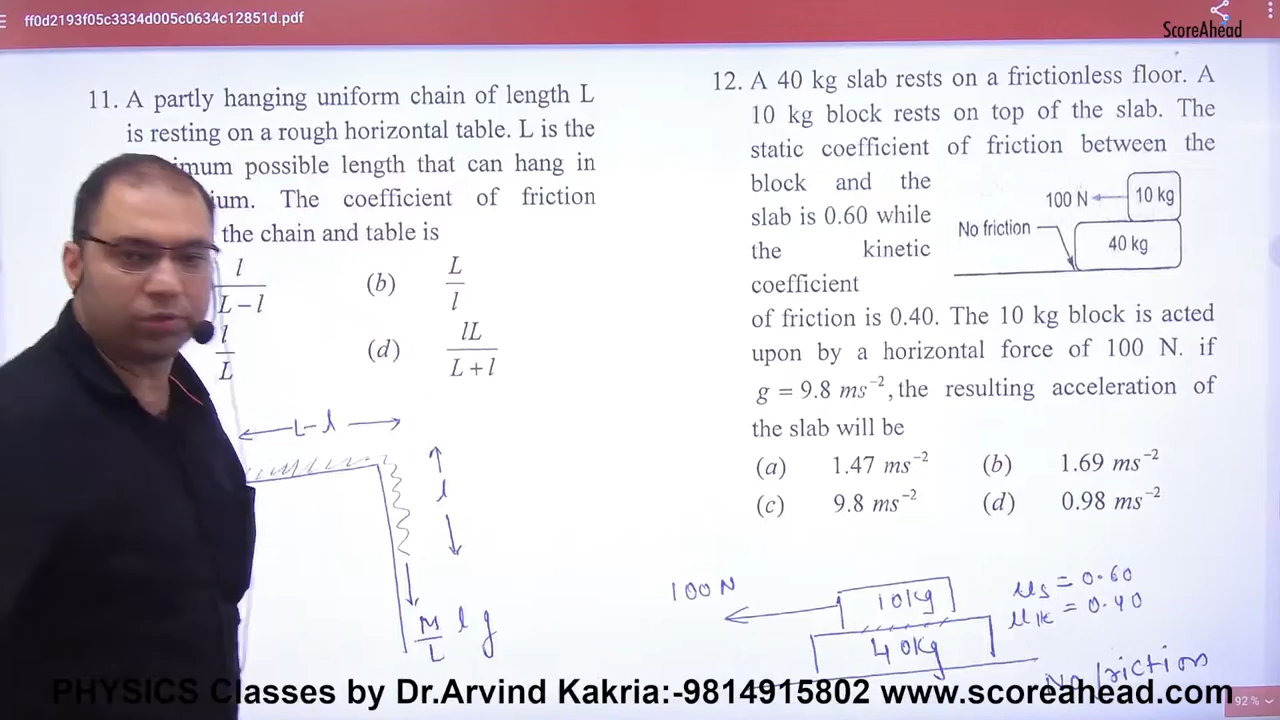 ff0d2193f05c3334d005c0634c12851d.pdf
ScoreAhead
11. A partly hanging uniform chain of length L
is resting on a rough horizontal table. L is the
possible length that can hang in
The coefficient of friction
the chain and table is
l / L – l
(b) L / l
l / L
(d) lL / L + l
L – l
l
M / L l g
12. A 40 kg slab rests on a frictionless floor. A
10 kg block rests on top of the slab. The
static coefficient of friction between the
block and the
slab is 0.60 while
the kinetic
coefficient
of friction is 0.40. The 10 kg block is acted
upon by a horizontal force of 100 N. if
g = 9.8 ms⁻², the resulting acceleration of
the slab will be
(a) 1.47 ms⁻² (b) 1.69 ms⁻²
(c) 9.8 ms⁻² (d) 0.98 ms⁻²
100 N
10 kg
No friction
40 kg
100 N
10kg
40kg
μs = 0.60
μk = 0.40
No friction
PHYSICS Classes by Dr.Arvind Kakria:-9814915802 www.scoreahead.com
92%